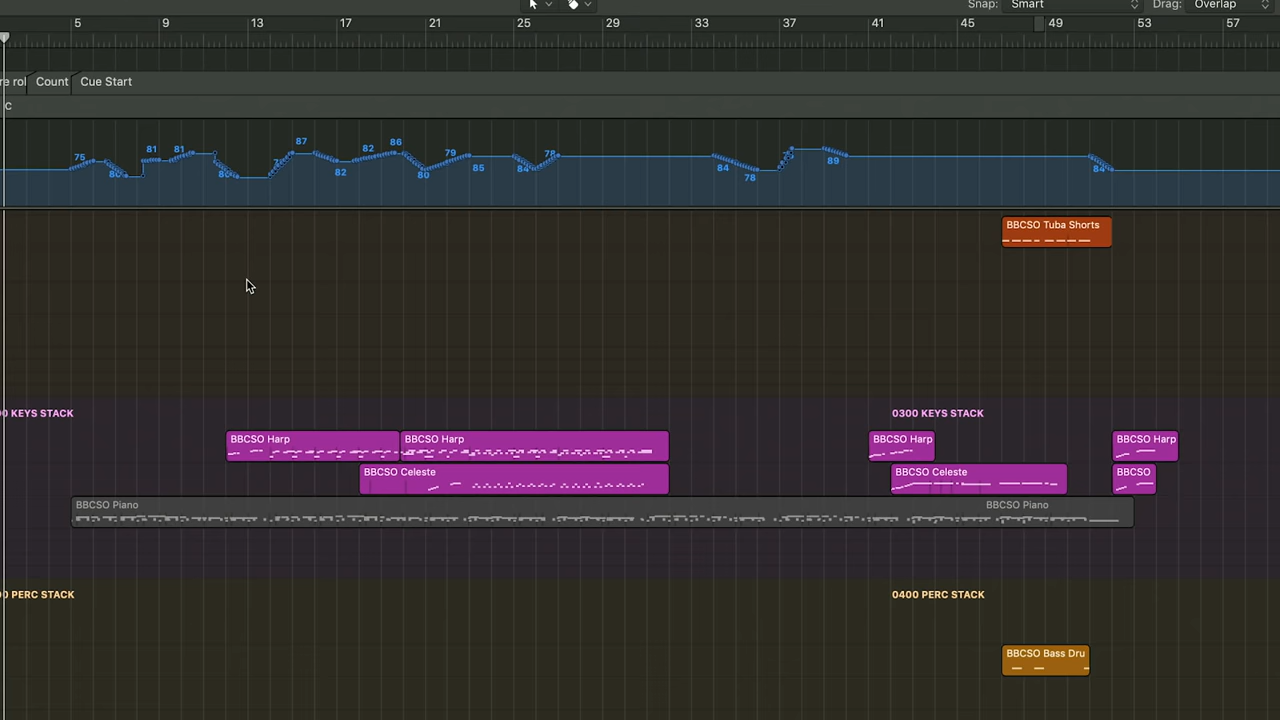 Snap: Smart Drag: Overlap
5 9 13 17 21 25 29 33 37 41 45 49 53 57
e rol Count Cue Start
C
75 80 81 81 87 82 82 86 80 79 85 84 78 84 78 89 84
BBCSO Tuba Shorts
0 KEYS STACK 0300 KEYS STACK
BBCSO Harp BBCSO Harp BBCSO Harp BBCSO Harp
BBCSO Celeste BBCSO Celeste BBCSO
BBCSO Piano BBCSO Piano
0 PERC STACK 0400 PERC STACK
BBCSO Bass Dru